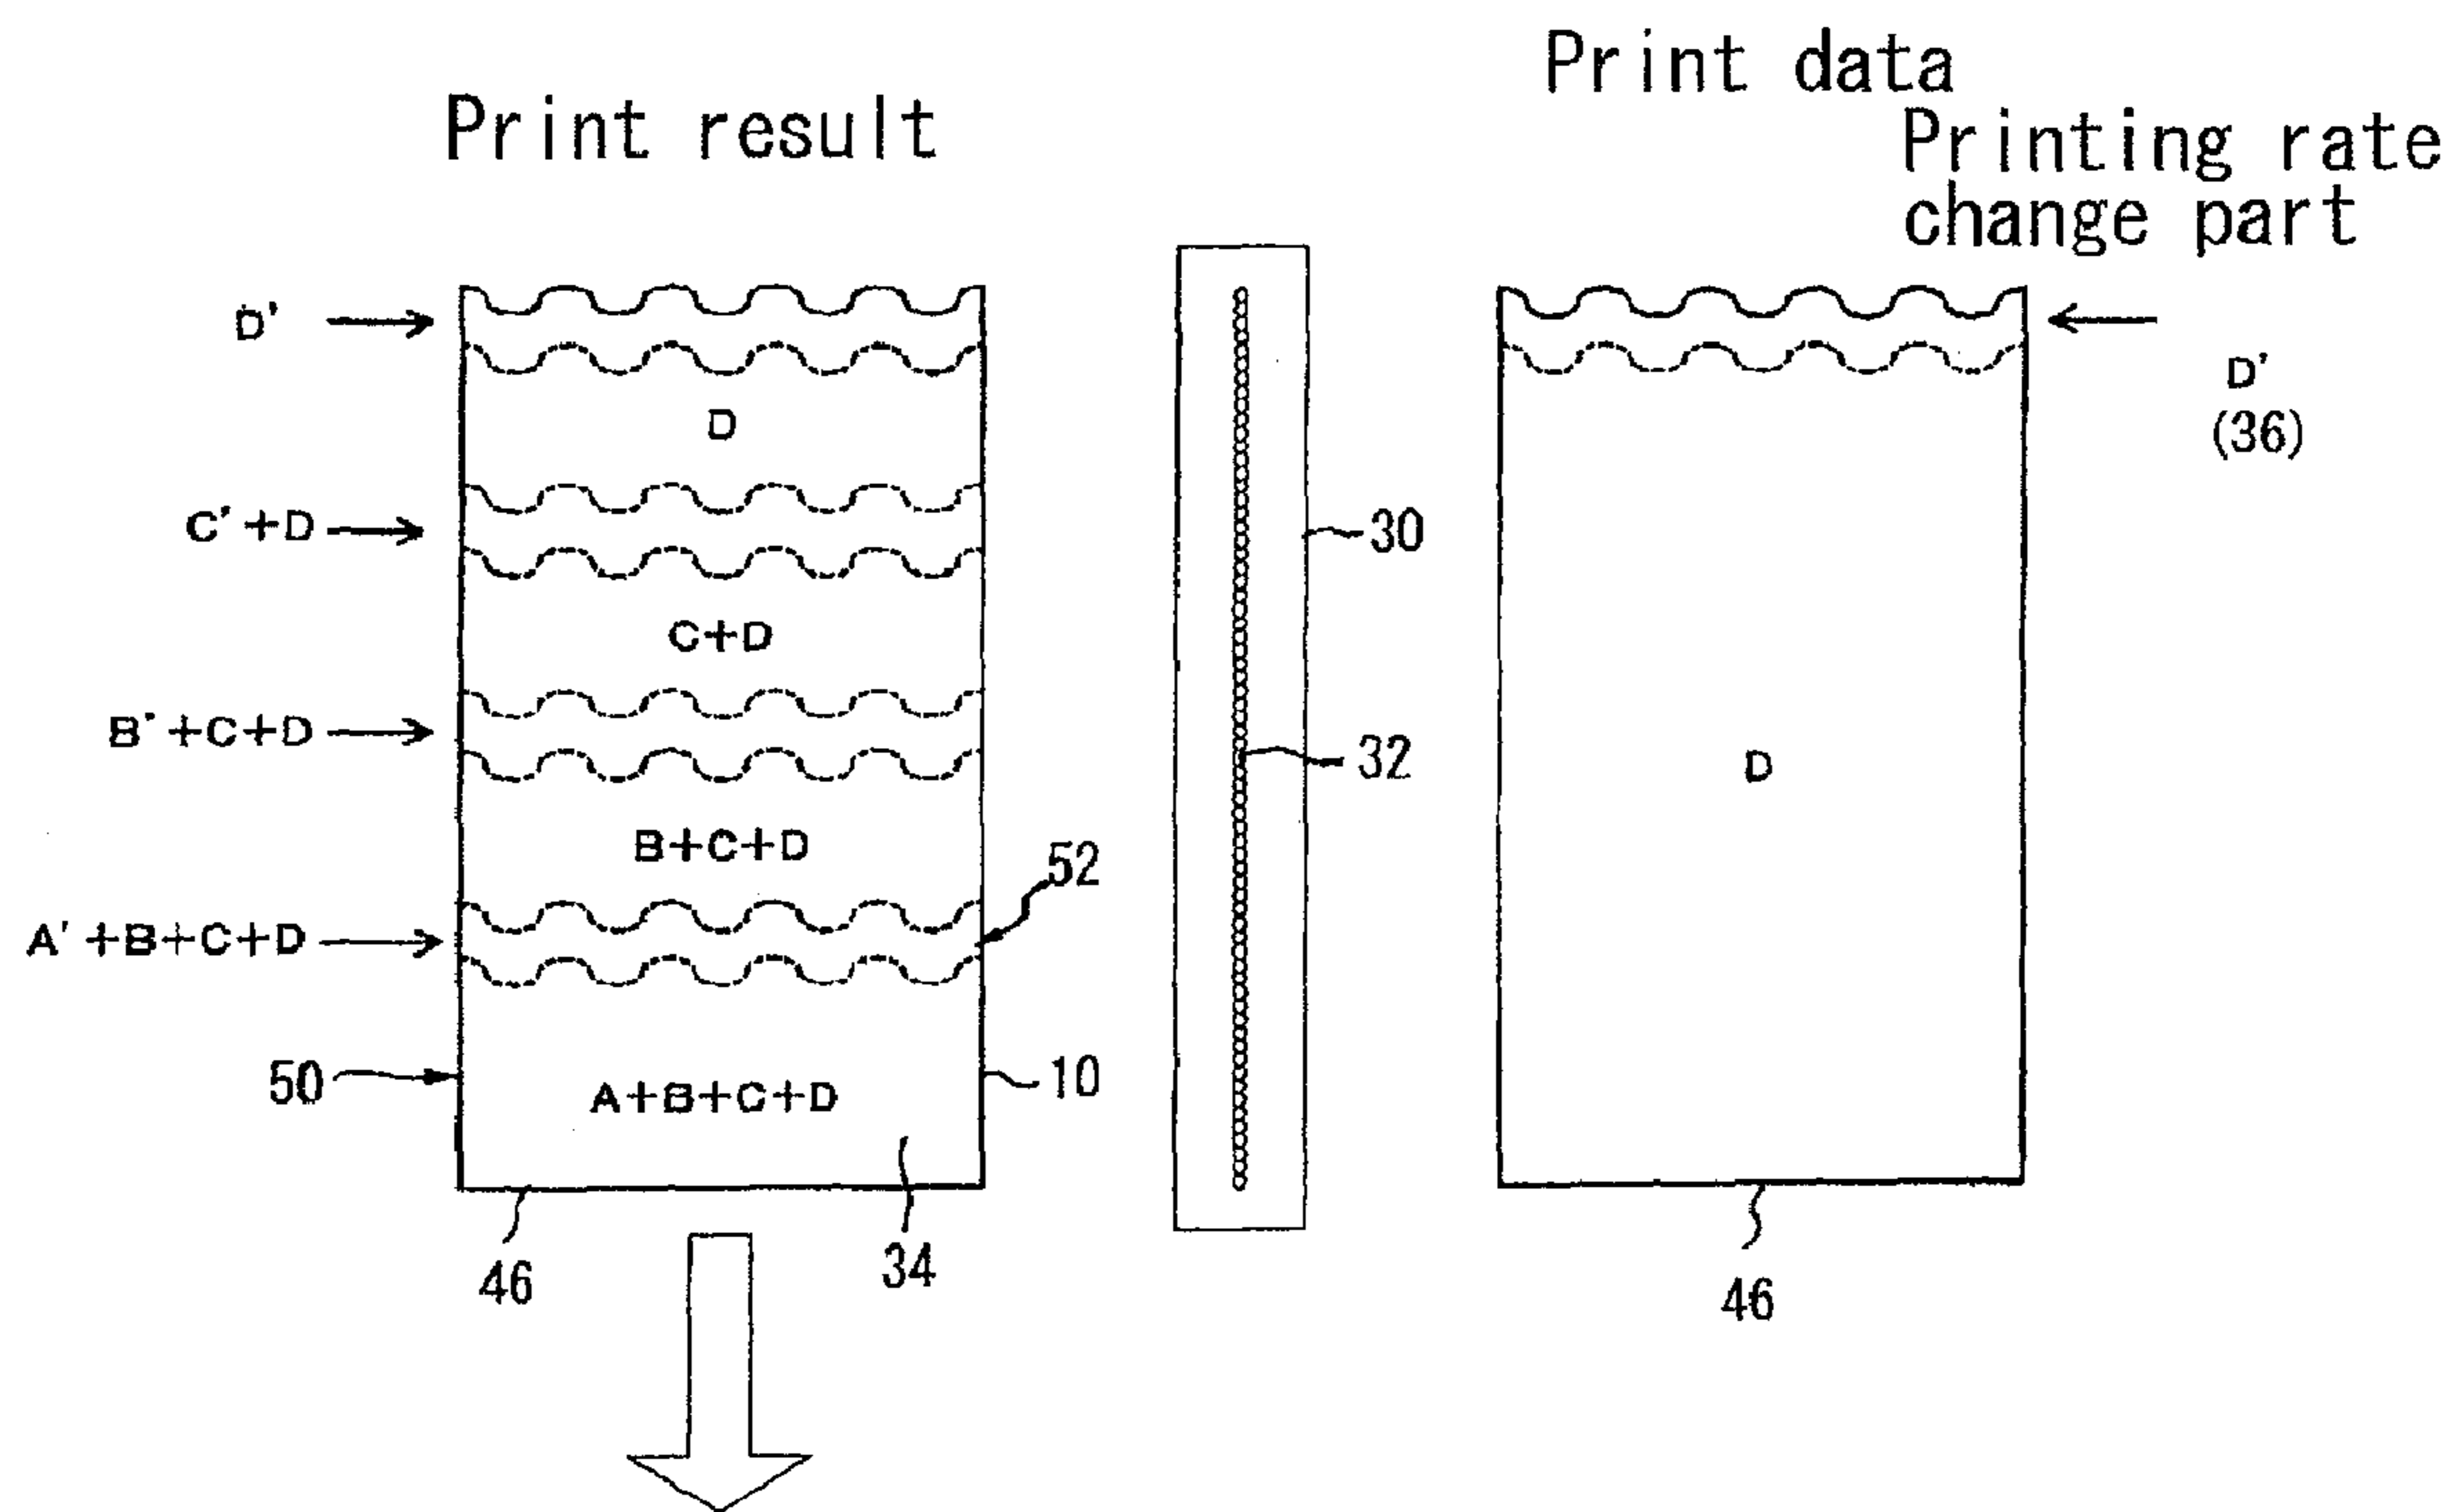 Print result
Print data
Printing rate
change part
D'
D
C'+D
C+D
B'+C+D
B+C+D
A'+B+C+D
A+B+C+D
50
52
10
46
34
30
32
D'
(36)
D
46